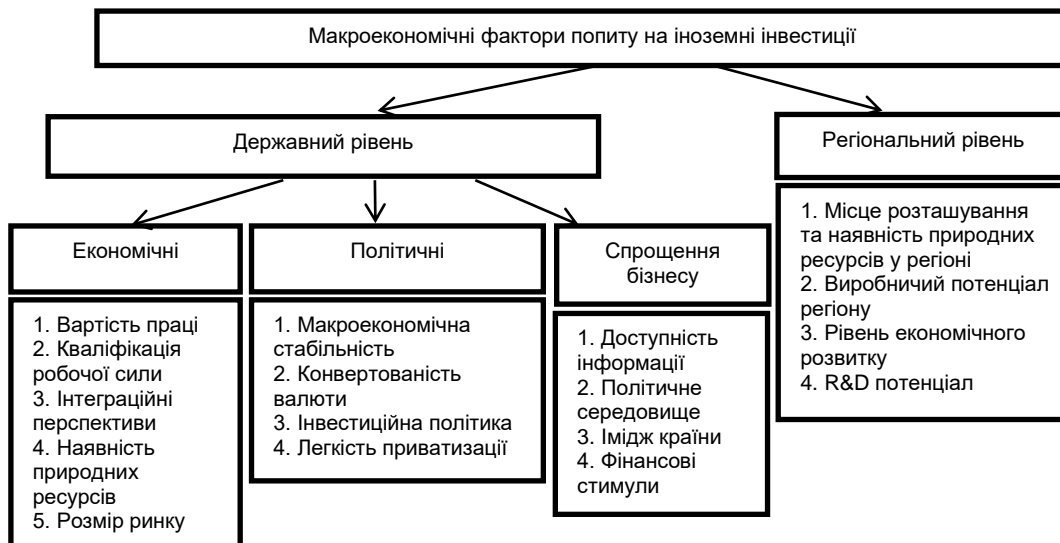 Макроекономічні фактори попиту на іноземні інвестиції
Державний рівень
Регіональний рівень
Економічні
Політичні
Спрощення
бізнесу
1. Вартість праці
2. Кваліфікація
робочої сили
3. Інтеграційні
перспективи
4. Наявність
природних
ресурсів
5. Розмір ринку
1. Макроекономічна
стабільність
2. Конвертованість
валюти
3. Інвестиційна політика
4. Легкість приватизації
1. Доступність
інформації
2. Політичне
середовище
3. Імідж країни
4. Фінансові
стимули
1. Місце розташування
та наявність природних
ресурсів у регіоні
2. Виробничий потенціал
регіону
3. Рівень економічного
розвитку
4. R&D потенціал